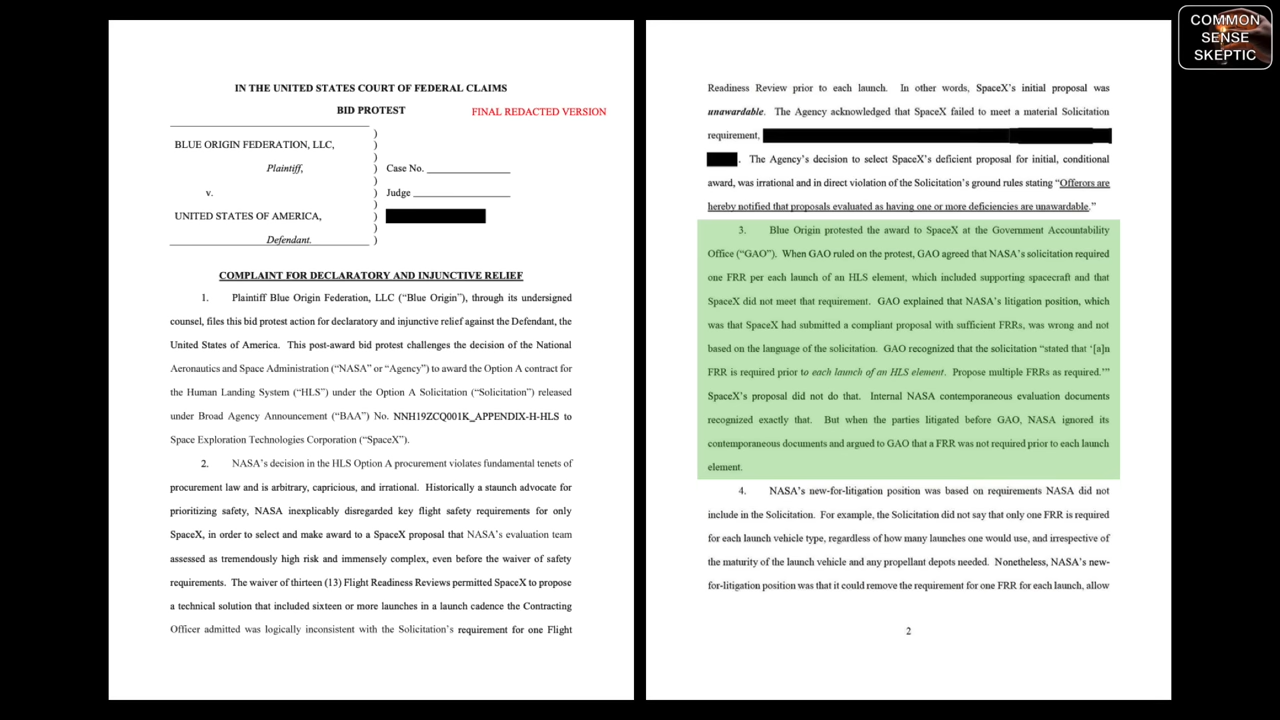 COMMON
SENSE
SKEPTIC
IN THE UNITED STATES COURT OF FEDERAL CLAIMS
BID PROTEST
FINAL REDACTED VERSION
BLUE ORIGIN FEDERATION, LLC,
Plaintiff,
v.
UNITED STATES OF AMERICA,
Defendant.
)
)
)
)
)
)
)
)
)
)
Case No. ___________
Judge ___________
COMPLAINT FOR DECLARATORY AND INJUNCTIVE RELIEF
1. Plaintiff Blue Origin Federation, LLC (“Blue Origin”), through its undersigned
counsel, files this bid protest action for declaratory and injunctive relief against the Defendant, the
United States of America. This post-award bid protest challenges the decision of the National
Aeronautics and Space Administration (“NASA” or “Agency”) to award the Option A contract for
the Human Landing System (“HLS”) under the Option A Solicitation (“Solicitation”) released
under Broad Agency Announcement (“BAA”) No. NNH19ZCQ001K_APPENDIX-H-HLS to
Space Exploration Technologies Corporation (“SpaceX”).
2. NASA’s decision in the HLS Option A procurement violates fundamental tenets of
procurement law and is arbitrary, capricious, and irrational. Historically a staunch advocate for
prioritizing safety, NASA inexplicably disregarded key flight safety requirements for only
SpaceX, in order to select and make award to a SpaceX proposal that NASA’s evaluation team
assessed as tremendously high risk and immensely complex, even before the waiver of safety
requirements. The waiver of thirteen (13) Flight Readiness Reviews permitted SpaceX to propose
a technical solution that included sixteen or more launches in a launch cadence the Contracting
Officer admitted was logically inconsistent with the Solicitation’s requirement for one Flight
Readiness Review prior to each launch. In other words, SpaceX’s initial proposal was
unawardable. The Agency acknowledged that SpaceX failed to meet a material Solicitation
requirement,
. The Agency’s decision to select SpaceX’s deficient proposal for initial, conditional
award, was irrational and in direct violation of the Solicitation’s ground rules stating “Offerors are
hereby notified that proposals evaluated as having one or more deficiencies are unawardable.”
3. Blue Origin protested the award to SpaceX at the Government Accountability
Office (“GAO”). When GAO ruled on the protest, GAO agreed that NASA’s solicitation required
one FRR per each launch of an HLS element, which included supporting spacecraft and that
SpaceX did not meet that requirement. GAO explained that NASA’s litigation position, which
was that SpaceX had submitted a compliant proposal with sufficient FRRs, was wrong and not
based on the language of the solicitation. GAO recognized that the solicitation “stated that ‘[a]n
FRR is required prior to each launch of an HLS element. Propose multiple FRRs as required.’”
SpaceX’s proposal did not do that. Internal NASA contemporaneous evaluation documents
recognized exactly that. But when the parties litigated before GAO, NASA ignored its
contemporaneous documents and argued to GAO that a FRR was not required prior to each launch
element.
4. NASA’s new-for-litigation position was based on requirements NASA did not
include in the Solicitation. For example, the Solicitation did not say that only one FRR is required
for each launch vehicle type, regardless of how many launches one would use, and irrespective of
the maturity of the launch vehicle and any propellant depots needed. Nonetheless, NASA’s new-
for-litigation position was that it could remove the requirement for one FRR for each launch, allow
2